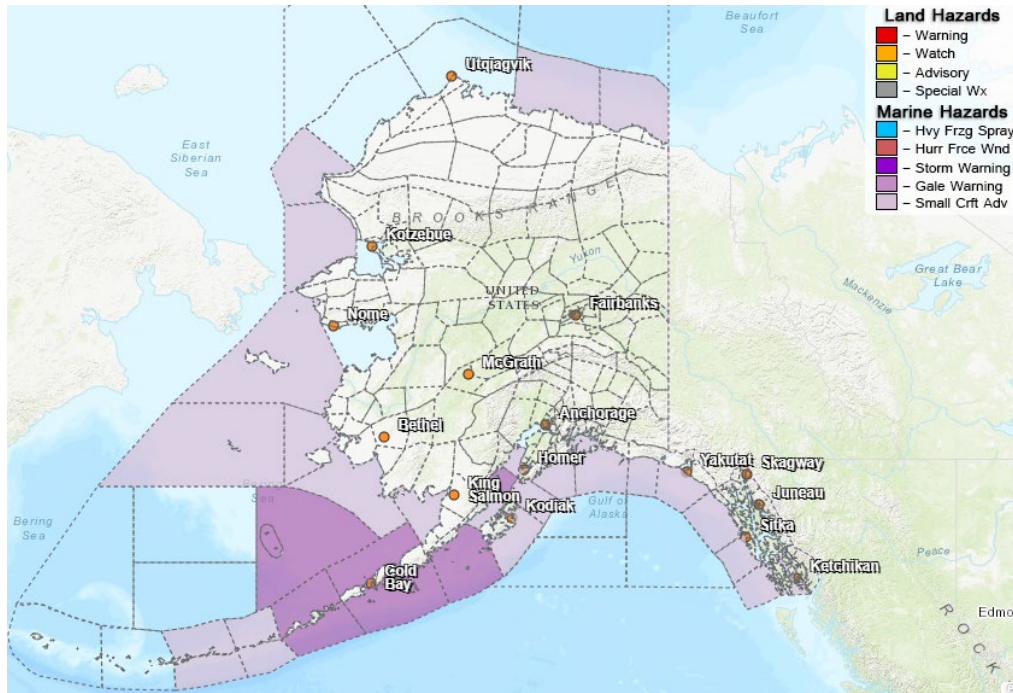 Land Hazards
– Warning
– Watch
– Advisory
– Special Wx
Marine Hazards
– Hvy Frzg Spray
– Hurr Frce Wnd
– Storm Warning
– Gale Warning
– Small Crft Adv
Beaufort
Sea
Utqiagvik
East
Siberian
Sea
BROOKS RANGE
Kotzebue
Yukon
Great Bear
Lake
Mackenzie
UNITED
STATES
Fairbanks
Nome
McGrath
Anchorage
Bethel
Homer
Yakutat
Skagway
King
Salmon
Kodiak
Gulf of
Alaska
Juneau
Sitka
Bering
Sea
Peace
Cold
Bay
Ketchikan
Edmo
ROCK